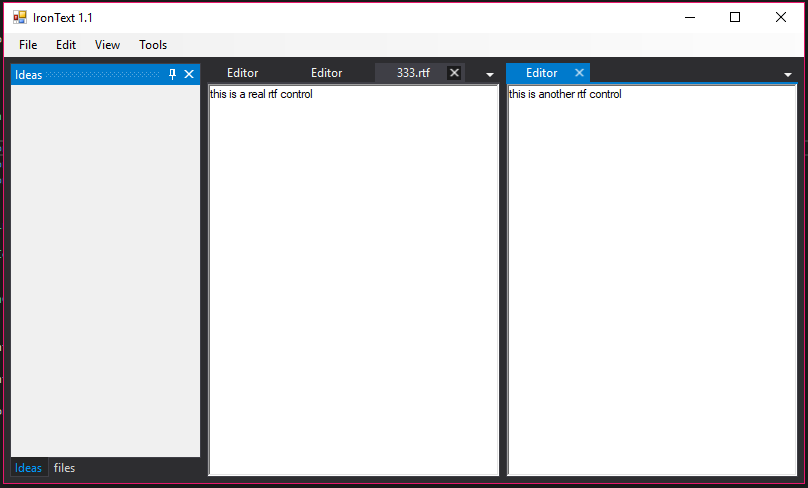 IronText 1.1
File Edit View Tools
Ideas
Editor Editor 333.rtf
Editor
this is a real rtf control
this is another rtf control
Ideas files